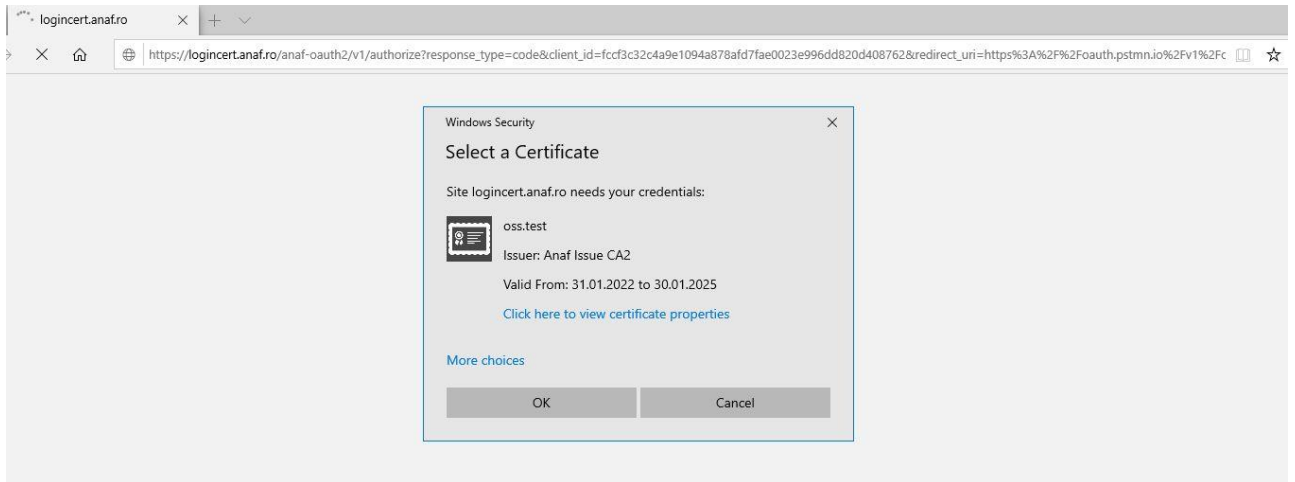 logincert.anaf.ro
https://logincert.anaf.ro/anaf-oauth2/v1/authorize?response_type=code&client_id=fccf3c32c4a9e1094a878afd7fae0023e996dd820d408762&redirect_uri=https%3A%2F%2Foauth.pstmn.io%2Fv1%2Fc
Windows Security
Select a Certificate
Site logincert.anaf.ro needs your credentials:
oss.test
Issuer: Anaf Issue CA2
Valid From: 31.01.2022 to 30.01.2025
Click here to view certificate properties
More choices
OK Cancel